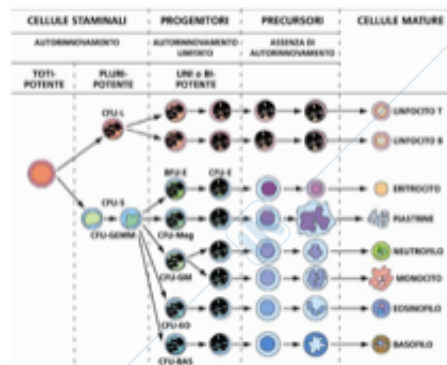 CELLULE STAMINALI PROGENITORI PRECURSORI CELLULE MATURE
AUTORINNOVAMENTO AUTORINNOVAMENTO LIMITATO ASSENZA DI AUTORINNOVAMENTO
TOTI-POTENTE PLURI-POTENTE UNI o BI-POTENTE
CFU-L
LINFOCITO T
LINFOCITO B
BFU-E CFU-E
ERITROCITO
CFU-S
CFU-GEMM
CFU-Meg
PIASTRINE
NEUTROFILO
CFU-GM
MONOCITO
CFU-EO
EOSINOFILO
CFU-BAS
BASOFILO